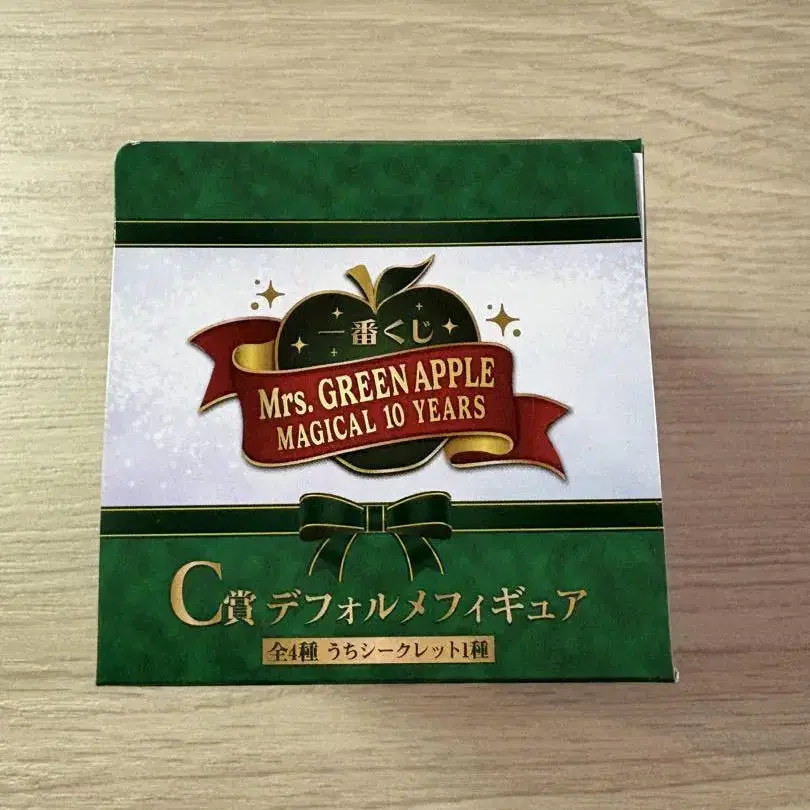 一番くじ
Mrs. GREEN APPLE
MAGICAL 10 YEARS
C賞 デフォルメフィギュア
全4種 うちシークレット1種